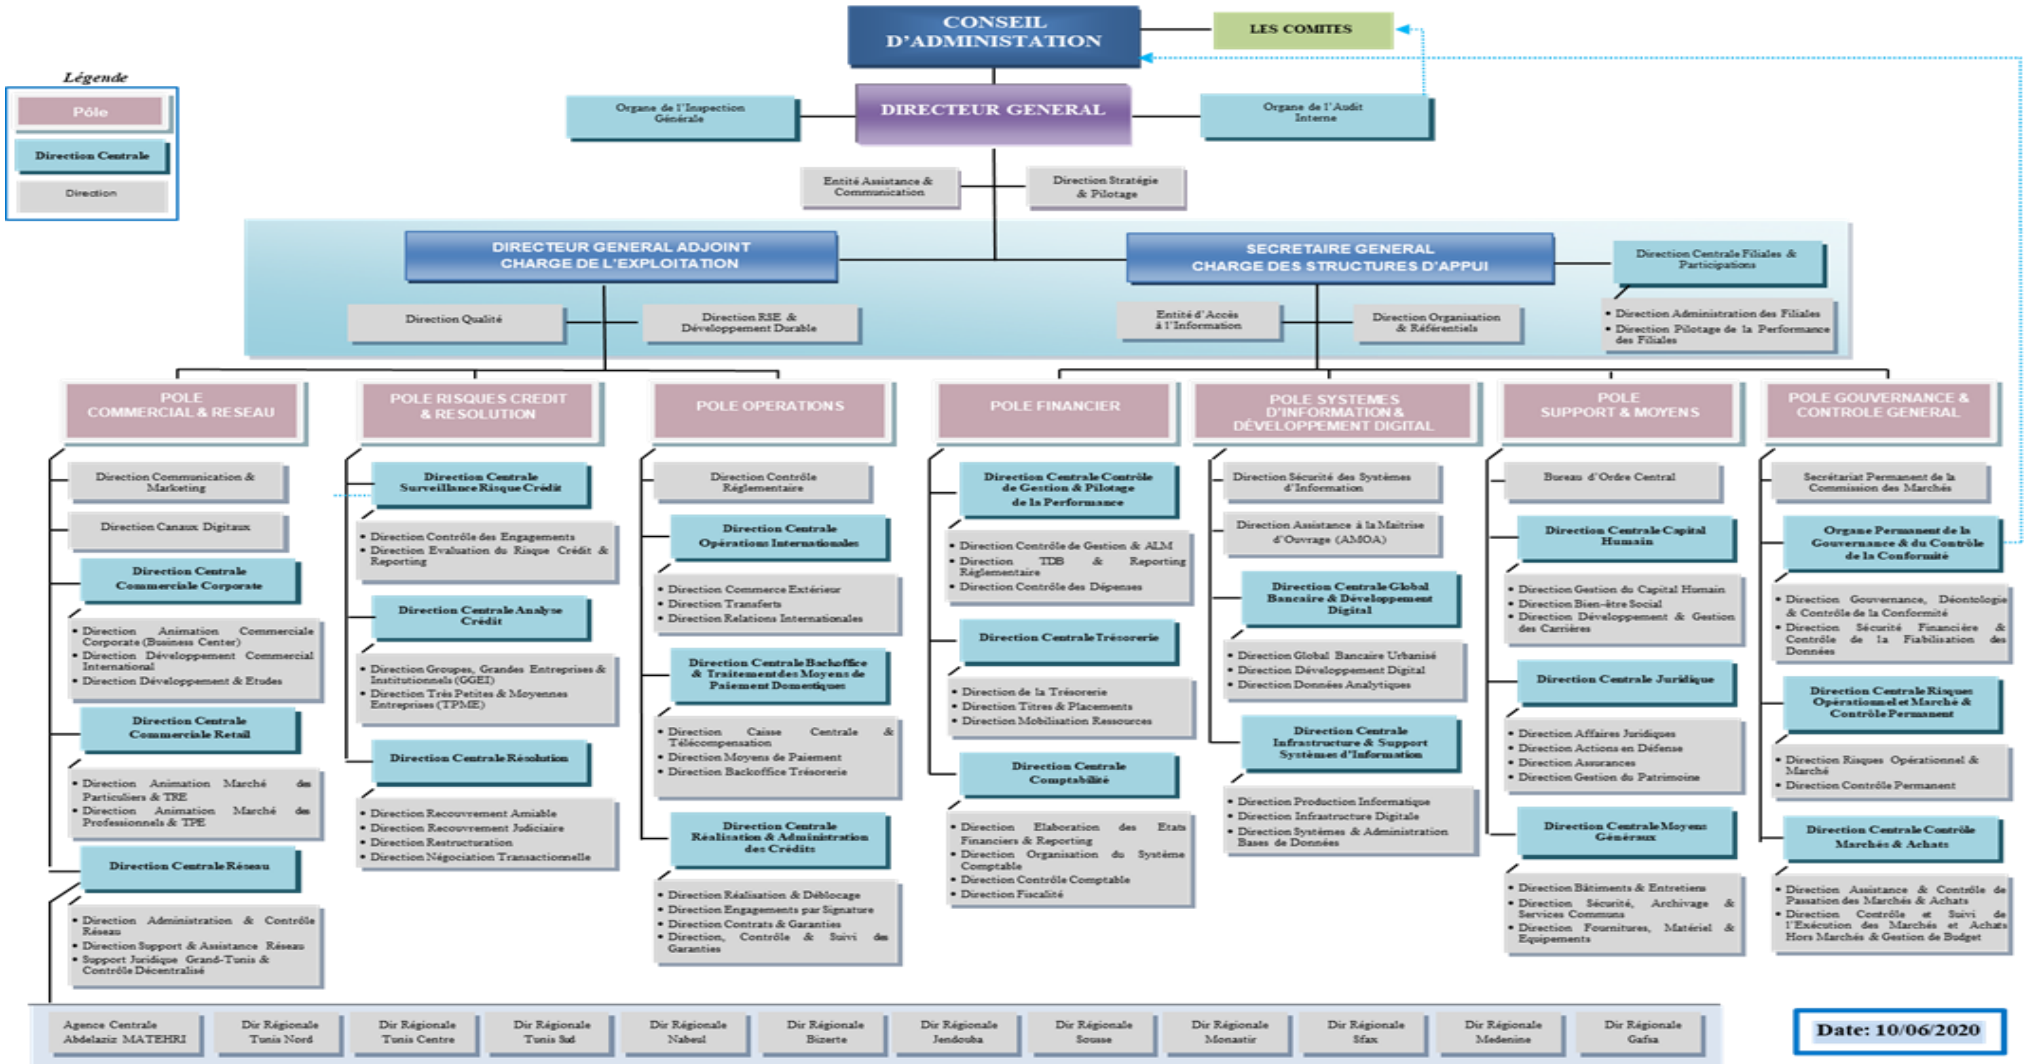 CONSEIL
D'ADMINISTATION
LES COMITES
Légende
Pôle
Direction Centrale
Direction
Organe de l'Inspection
Générale
DIRECTEUR GENERAL
Organe de l'Audit
Interne
Entité Assistance &
Communication
Direction Stratégie
& Pilotage
DIRECTEUR GENERAL ADJOINT
CHARGE DE L'EXPLOITATION
SECRETAIRE GENERAL
CHARGE DES STRUCTURES D'APPUI
Direction Centrale Filiales &
Participations
Direction Qualité
Direction RSE &
Développement Durable
Entité d'Accès
à l'Information
Direction Organisation
& Référentiels
• Direction Administration des Filiales
• Direction Pilotage de la Performance
des Filiales
POLE
COMMERCIAL & RESEAU
Direction Communication &
Marketing
Direction Canaux Digitaux
Direction Centrale
Commerciale Corporate
• Direction Animation Commerciale
Corporate (Business Center)
• Direction Développement Commercial
International
• Direction Développement & Etudes
Direction Centrale
Commerciale Retail
• Direction Animation Marché des
Particuliers & TRE
• Direction Animation Marché des
Professionnels & TPE
Direction Centrale Réseau
• Direction Administration & Contrôle
Réseau
• Direction Support & Assistance Réseau
• Support Juridique Grand-Tunis &
Contrôle Décentralisé
POLE RISQUES CREDIT
& RESOLUTION
Direction Centrale
Surveillance Risque Crédit
• Direction Contrôle des Engagements
• Direction Evaluation du Risque Crédit &
Reporting
Direction Centrale Analyse
Crédit
• Direction Groupes, Grandes Entreprises &
Institutionnels (GGEI)
• Direction Très Petites & Moyennes
Entreprises (TPME)
Direction Centrale Résolution
• Direction Recouvrement Amiable
• Direction Recouvrement Judiciaire
• Direction Restructuration
• Direction Négociation Transactionnelle
POLE OPERATIONS
Direction Contrôle
Réglementaire
Direction Centrale
Opérations Internationales
• Direction Commerce Extérieur
• Direction Transferts
• Direction Relations Internationales
Direction Centrale Backoffice
& Traitement des Moyens de
Paiement Domestiques
• Direction Caisse Centrale &
Télécompensation
• Direction Moyens de Paiement
• Direction Backoffice Trésorerie
Direction Centrale
Réalisation & Administration
des Crédits
• Direction Réalisation & Déblocage
• Direction Engagements par Signature
• Direction Contrats & Garanties
• Direction, Contrôle & Suivi des
Garanties
POLE FINANCIER
Direction Centrale Contrôle
de Gestion & Pilotage
de la Performance
• Direction Contrôle de Gestion & ALM
• Direction TDB & Reporting
Réglementaire
• Direction Contrôle des Dépenses
Direction Centrale Trésorerie
• Direction de la Trésorerie
• Direction Titres & Placements
• Direction Mobilisation Ressources
Direction Centrale
Comptabilité
• Direction Elaboration des Etats
Financiers & Reporting
• Direction Organisation du Système
Comptable
• Direction Contrôle Comptable
• Direction Fiscalité
POLE SYSTEMES
D'INFORMATION &
DÉVELOPPEMENT DIGITAL
Direction Sécurité des Systèmes
d'Information
Direction Assistance à la Maitrise
d'Ouvrage (AMOA)
Direction Centrale Global
Bancaire & Développement
Digital
• Direction Global Bancaire Urbanisé
• Direction Développement Digital
• Direction Données Analytiques
Direction Centrale
Infrastructure & Support
Systèmes d'Information
• Direction Production Informatique
• Direction Infrastructure Digitale
• Direction Systèmes & Administration
Bases de Données
POLE
SUPPORT & MOYENS
Bureau d'Ordre Central
Direction Centrale Capital
Humain
• Direction Gestion du Capital Humain
• Direction Bien-être Social
• Direction Développement & Gestion
des Carrières
Direction Centrale Juridique
• Direction Affaires Juridiques
• Direction Actions en Défense
• Direction Assurances
• Direction Gestion du Patrimoine
Direction Centrale Moyens
Généraux
• Direction Bâtiments & Entretiens
• Direction Sécurité, Archivage &
Services Communs
• Direction Fournitures, Matériel &
Equipements
POLE GOUVERNANCE &
CONTROLE GENERAL
Secrétariat Permanent de la
Commission des Marchés
Organe Permanent de la
Gouvernance & du Contrôle
de la Conformité
• Direction Gouvernance, Déontologie
& Contrôle de la Conformité
• Direction Sécurité Financière &
Contrôle de la Fiabilisation des
Données
Direction Centrale Risques
Opérationnel et Marché &
Contrôle Permanent
• Direction Risques Opérationnel &
Marché
• Direction Contrôle Permanent
Direction Centrale Contrôle
Marchés & Achats
• Direction Assistance & Contrôle de
Passation des Marchés & Achats
• Direction Contrôle et Suivi de
l'Exécution des Marchés et Achats
Hors Marchés & Gestion de Budget
Agence Centrale
Abdelaziz MATEHRI
Dir Régionale
Tunis Nord
Dir Régionale
Tunis Centre
Dir Régionale
Tunis Sud
Dir Régionale
Nabeul
Dir Régionale
Bizerte
Dir Régionale
Jendouba
Dir Régionale
Sousse
Dir Régionale
Monastir
Dir Régionale
Sfax
Dir Régionale
Medenine
Dir Régionale
Gafsa
Date: 10/06/2020